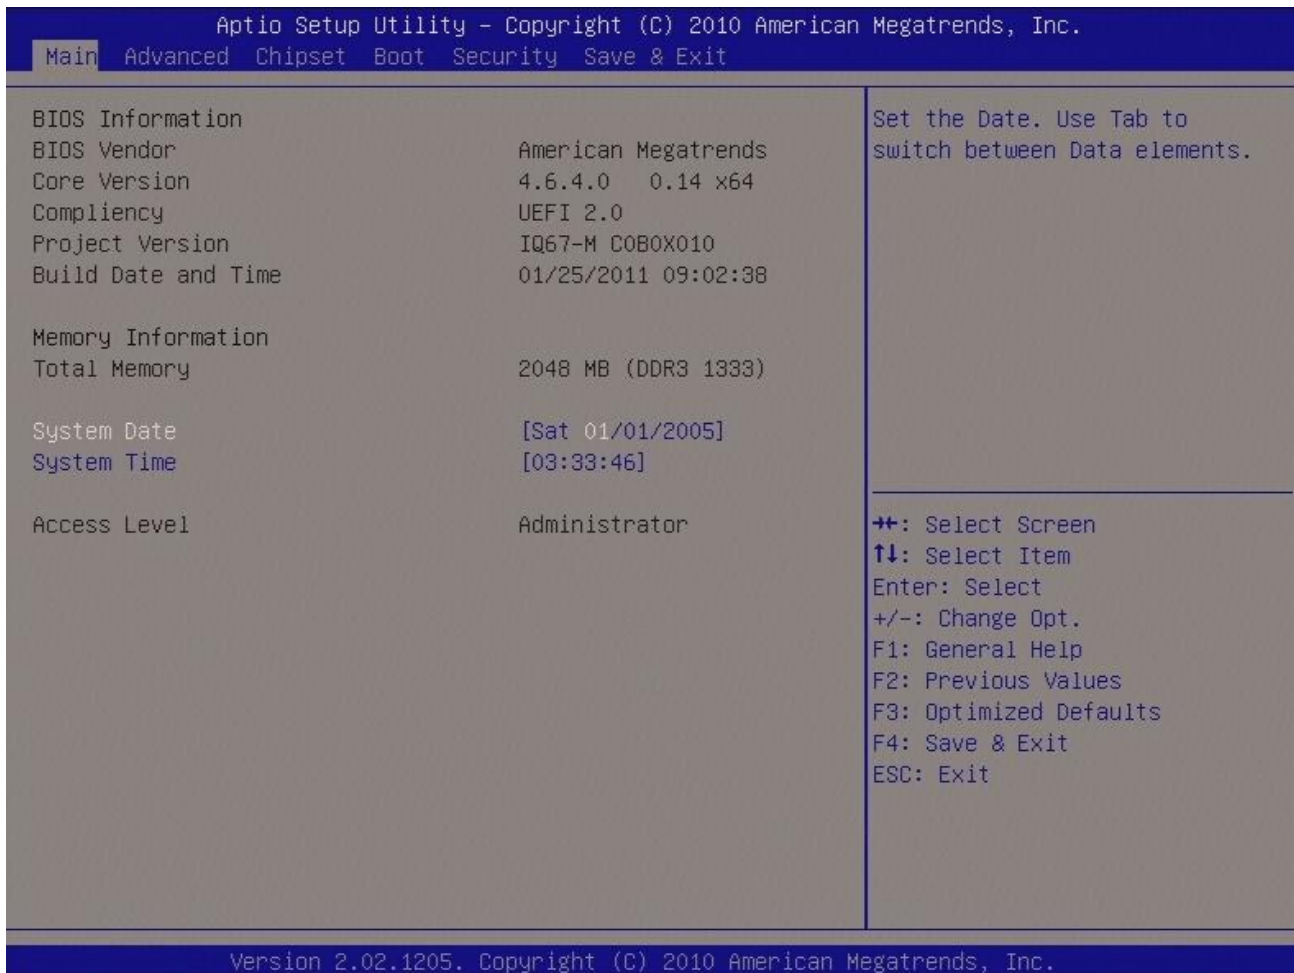 Aptio Setup Utility – Copyright (C) 2010 American Megatrends, Inc.
Main Advanced Chipset Boot Security Save & Exit
BIOS Information
BIOS Vendor American Megatrends
Core Version 4.6.4.0 0.14 x64
Compliency UEFI 2.0
Project Version IQ67-M C0B0X010
Build Date and Time 01/25/2011 09:02:38
Memory Information
Total Memory 2048 MB (DDR3 1333)
System Date [Sat 01/01/2005]
System Time [03:33:46]
Access Level Administrator
Set the Date. Use Tab to
switch between Data elements.
→←: Select Screen
↑↓: Select Item
Enter: Select
+/-: Change Opt.
F1: General Help
F2: Previous Values
F3: Optimized Defaults
F4: Save & Exit
ESC: Exit
Version 2.02.1205. Copyright (C) 2010 American Megatrends, Inc.